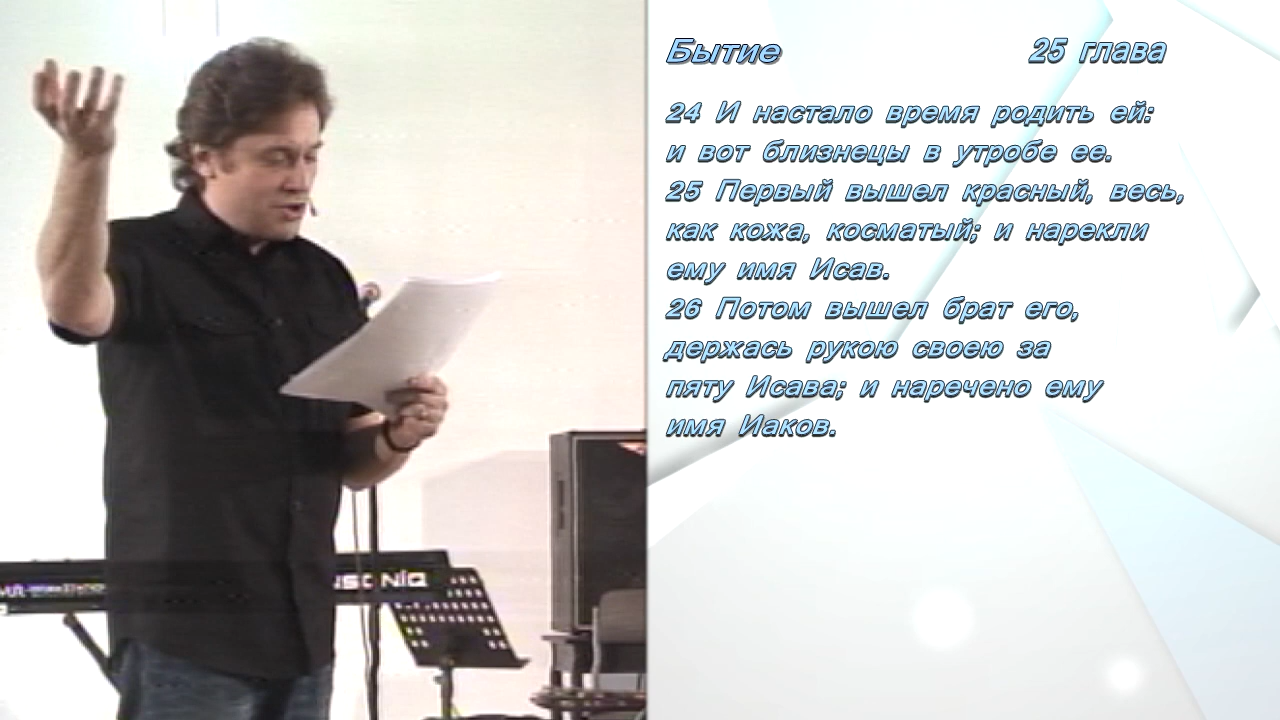 Бытие 25 глава
24 И настало время родить ей:
и вот близнецы в утробе ее.
25 Первый вышел красный, весь,
как кожа, косматый; и нарекли
ему имя Исав.
26 Потом вышел брат его,
держась рукою своею за
пяту Исава; и наречено ему
имя Иаков.